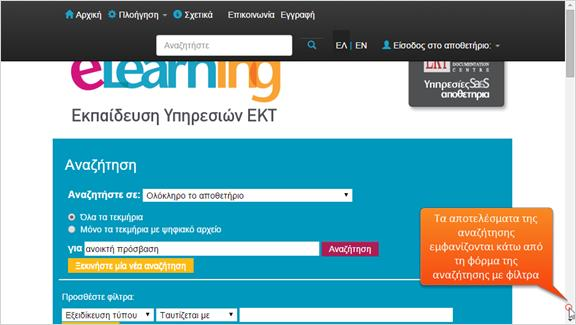 Αρχική Πλοήγηση Σχετικά Επικοινωνία Εγγραφή
Αναζητήστε ΕΛ | EN Είσοδος στο αποθετήριο:
eLearning
Εκπαίδευση Υπηρεσιών ΕΚΤ
DOCUMENTATION
CENTRE
Υπηρεσίες SaaS
αποθετηρια
Αναζήτηση
Αναζητήστε σε: Ολόκληρο το αποθετήριο
Όλα τα τεκμήρια
Μόνο τα τεκμήρια με ψηφιακό αρχείο
για ανοικτή πρόσβαση Αναζήτηση
Ξεκινήστε μία νέα αναζήτηση
Προσθέστε φίλτρα:
Εξειδίκευση τύπου Ταυτίζεται με
Τα αποτελέσματα της
αναζήτησης
εμφανίζονται κάτω από
τη φόρμα της
αναζήτησης με φίλτρα